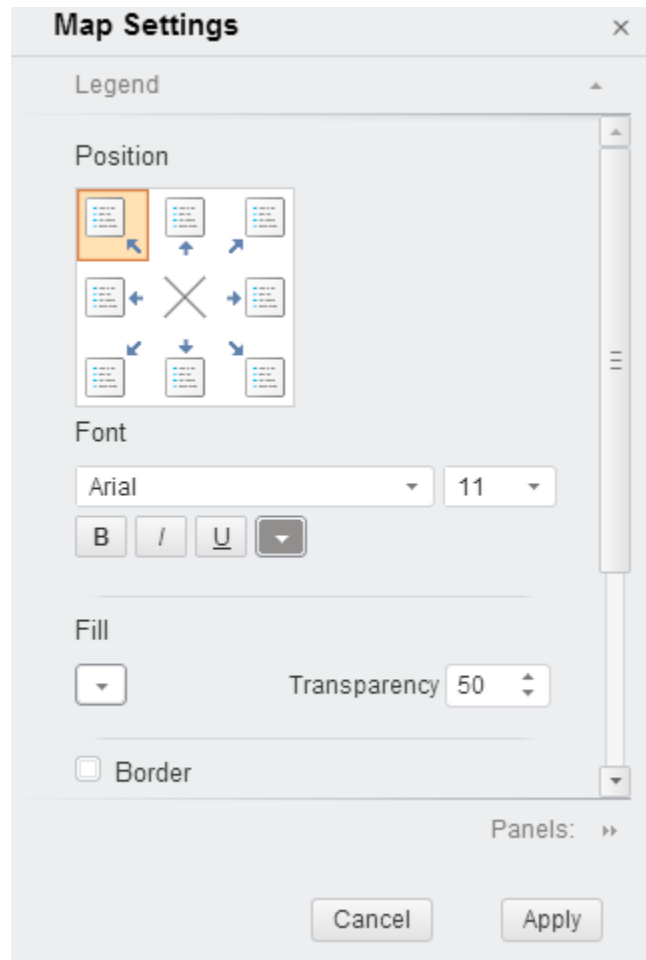 Map Settings
Legend
Position
Font
Arial 11
B I U
Fill
Transparency 50
Border
Panels:
Cancel Apply